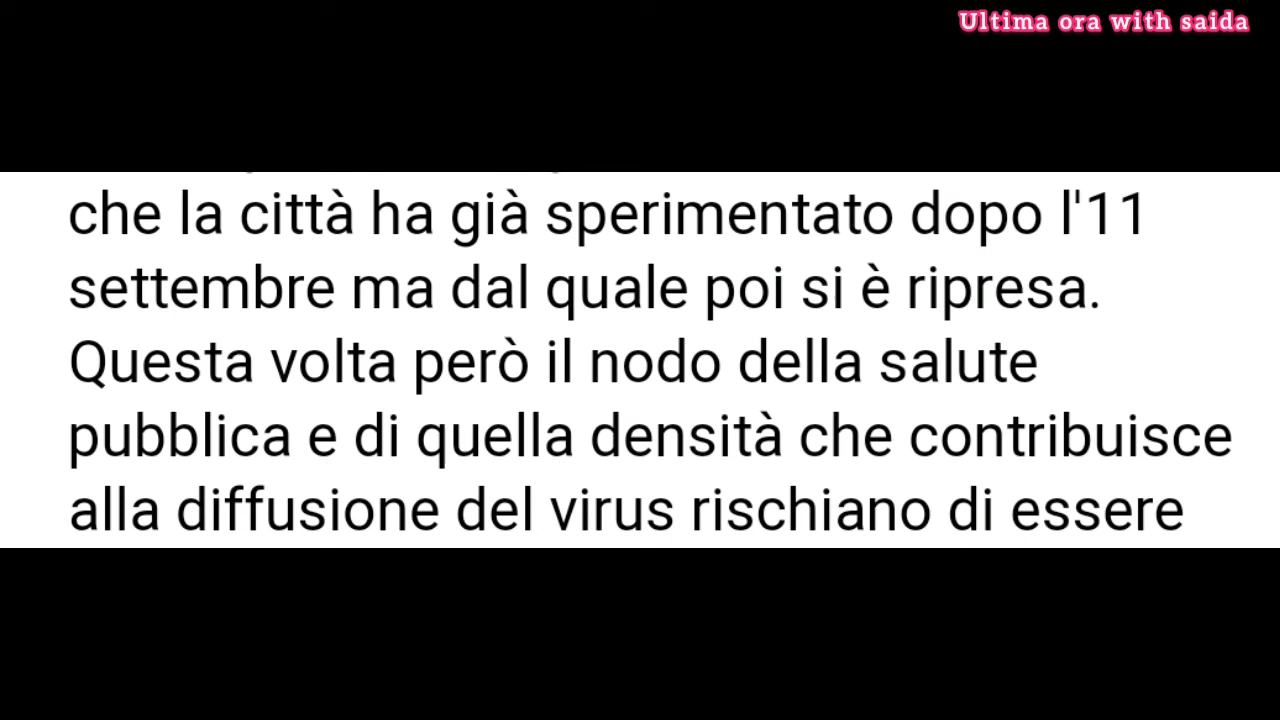 Ultima ora with saida
che la città ha già sperimentato dopo l'11
settembre ma dal quale poi si è ripresa.
Questa volta però il nodo della salute
pubblica e di quella densità che contribuisce
alla diffusione del virus rischiano di essere